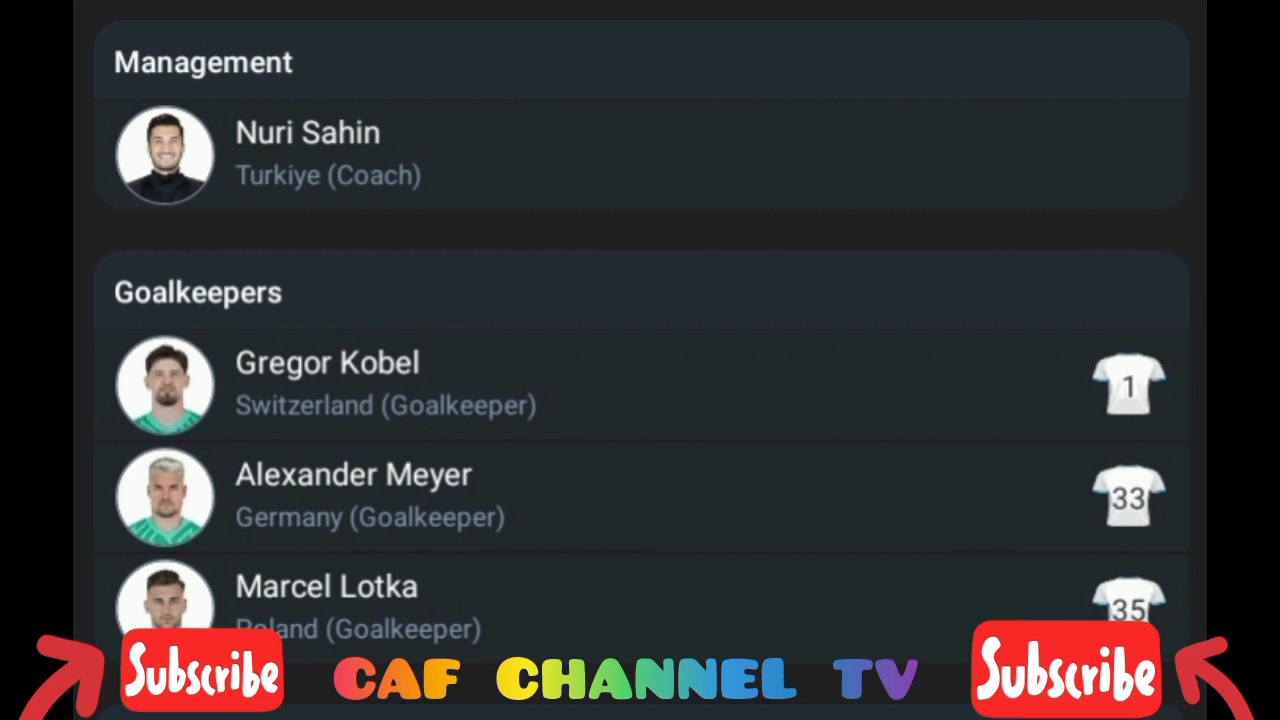 Management
Nuri Sahin
Turkiye (Coach)
Goalkeepers
Gregor Kobel
Switzerland (Goalkeeper)
1
Alexander Meyer
Germany (Goalkeeper)
33
Marcel Lotka
Poland (Goalkeeper)
35
Subscribe
CAF CHANNEL TV
Subscribe